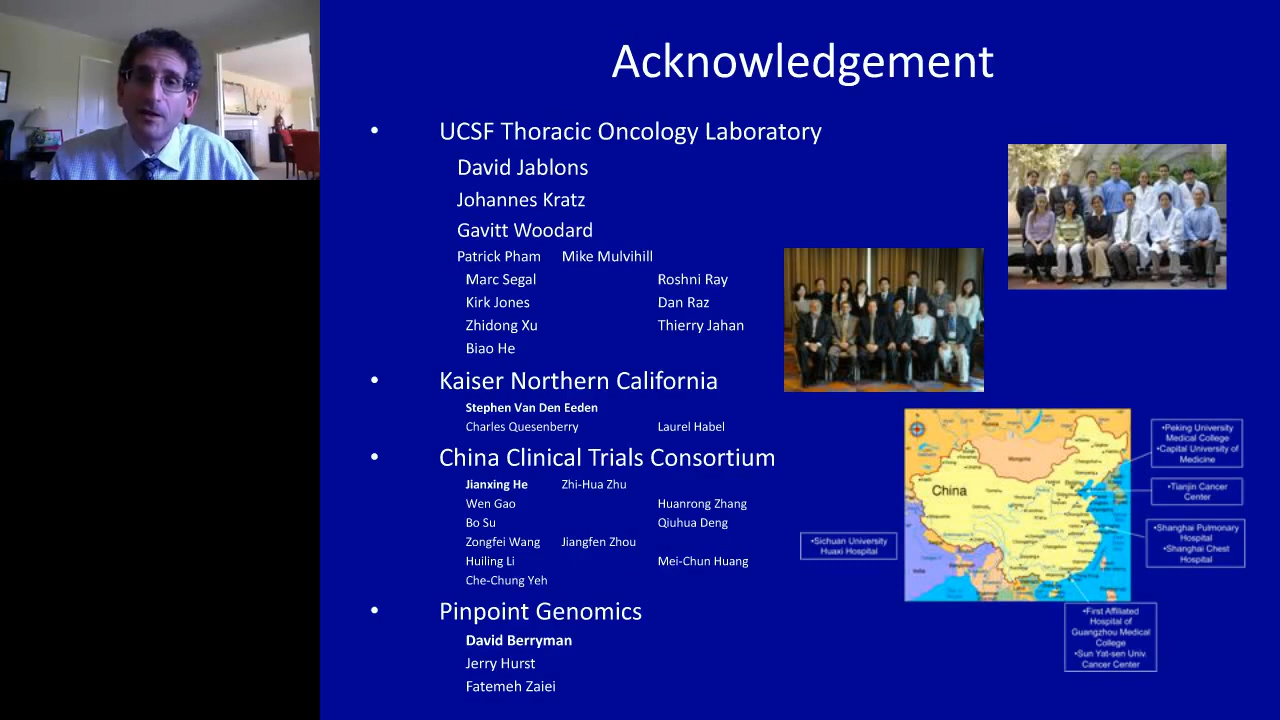 Acknowledgement
• UCSF Thoracic Oncology Laboratory
David Jablons
Johannes Kratz
Gavitt Woodard
Patrick Pham Mike Mulvihill
Marc Segal Roshni Ray
Kirk Jones Dan Raz
Zhidong Xu Thierry Jahan
Biao He
• Kaiser Northern California
Stephen Van Den Eeden
Charles Quesenberry Laurel Habel
• China Clinical Trials Consortium
Jianxing He Zhi-Hua Zhu
Wen Gao Huanrong Zhang
Bo Su Qiuhua Deng
Zongfei Wang Jiangfen Zhou
Huiling Li Mei-Chun Huang
Che-Chung Yeh
• Pinpoint Genomics
David Berryman
Jerry Hurst
Fatemeh Zaiei
China
Mongolia
Russia
India
•Peking University
Medical College
•Capital University of
Medicine
•Tianjin Cancer
Center
•Shanghai Pulmonary
Hospital
•Shanghai Chest
Hospital
•Sichuan University
Huaxi Hospital
•First Affiliated
Hospital of
Guangzhou Medical
College
•Sun Yat-sen Univ.
Cancer Center